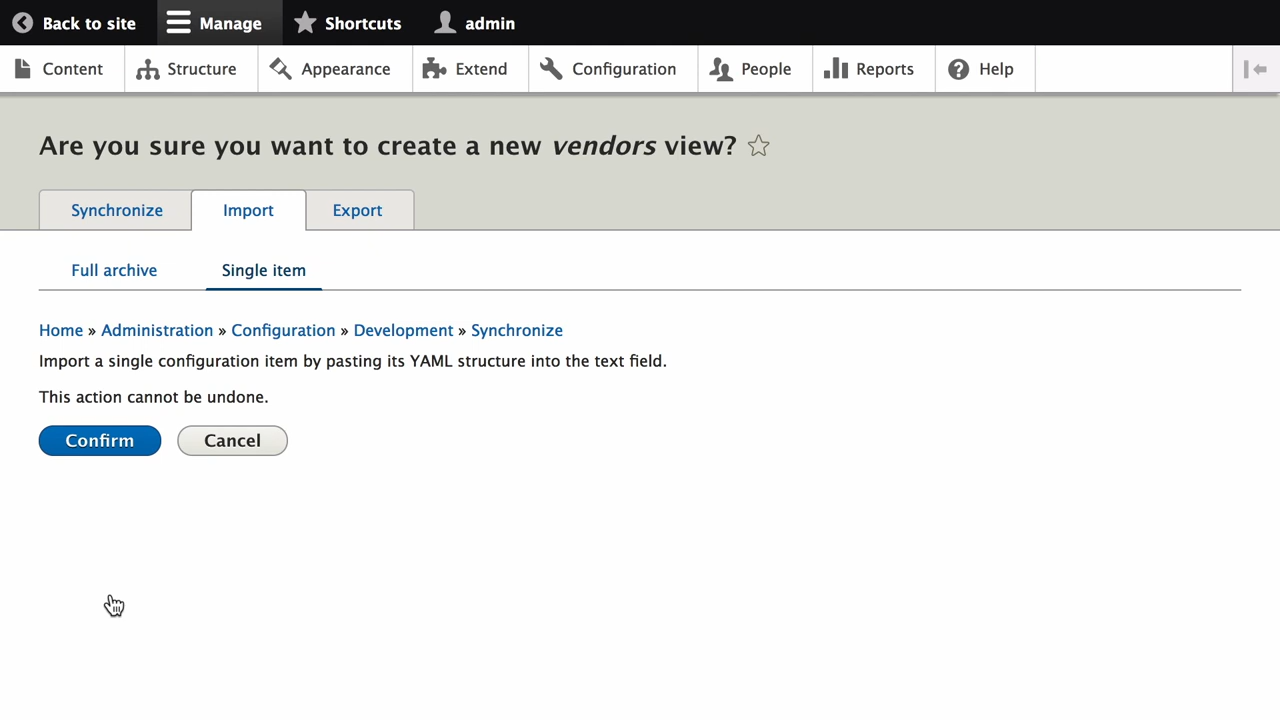 Back to site Manage Shortcuts admin
Content Structure Appearance Extend Configuration People Reports Help
Are you sure you want to create a new vendors view?
Synchronize Import Export
Full archive Single item
Home » Administration » Configuration » Development » Synchronize
Import a single configuration item by pasting its YAML structure into the text field.
This action cannot be undone.
Confirm Cancel